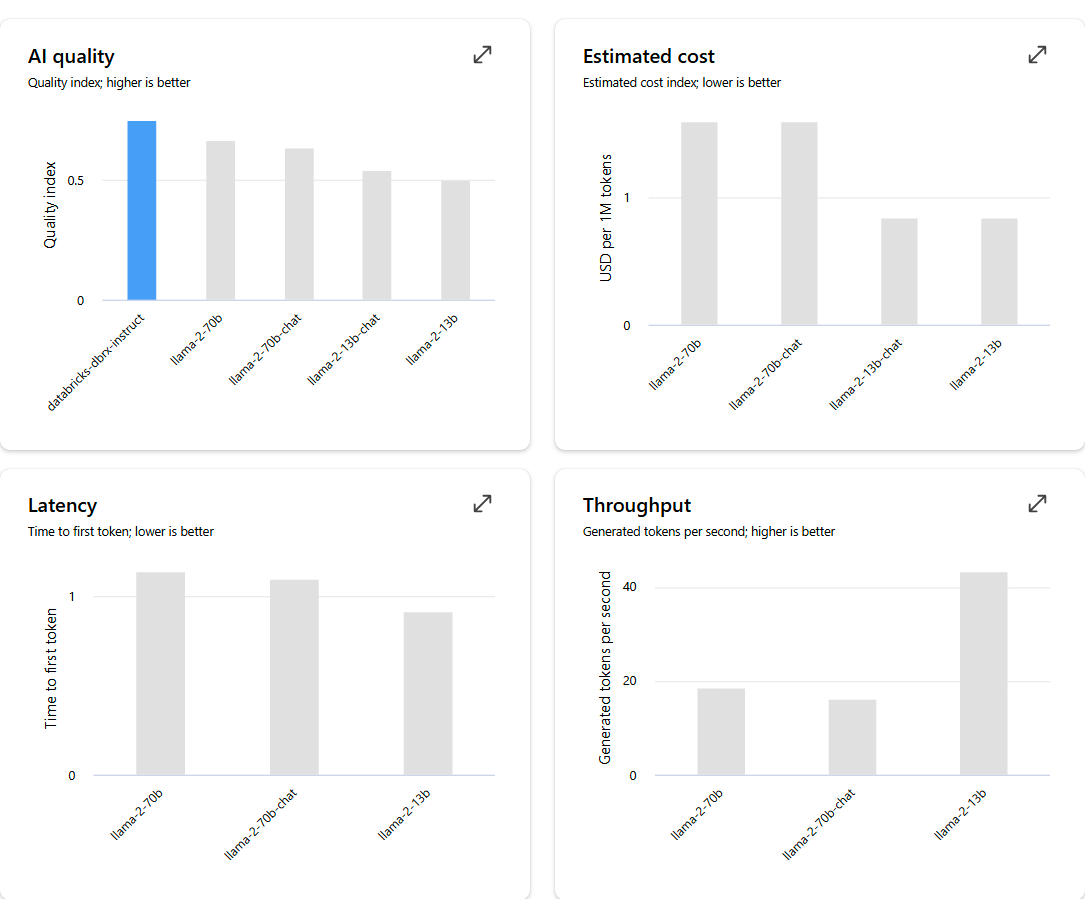 AI quality
Quality index; higher is better
Quality index
0.5
0
databricks-dbrx-instruct
llama-2-70b
llama-2-70b-chat
llama-2-13b-chat
llama-2-13b
Estimated cost
Estimated cost index; lower is better
USD per 1M tokens
1
0
llama-2-70b
llama-2-70b-chat
llama-2-13b-chat
llama-2-13b
Latency
Time to first token; lower is better
Time to first token
1
0
llama-2-70b
llama-2-70b-chat
llama-2-13b
Throughput
Generated tokens per second; higher is better
Generated tokens per second
40
20
0
llama-2-70b
llama-2-70b-chat
llama-2-13b